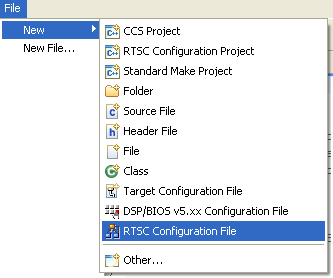 File
New
New File...
CCS Project
RTSC Configuration Project
Standard Make Project
Folder
Source File
Header File
File
Class
Target Configuration File
DSP/BIOS v5.xx Configuration File
RTSC Configuration File
Other...